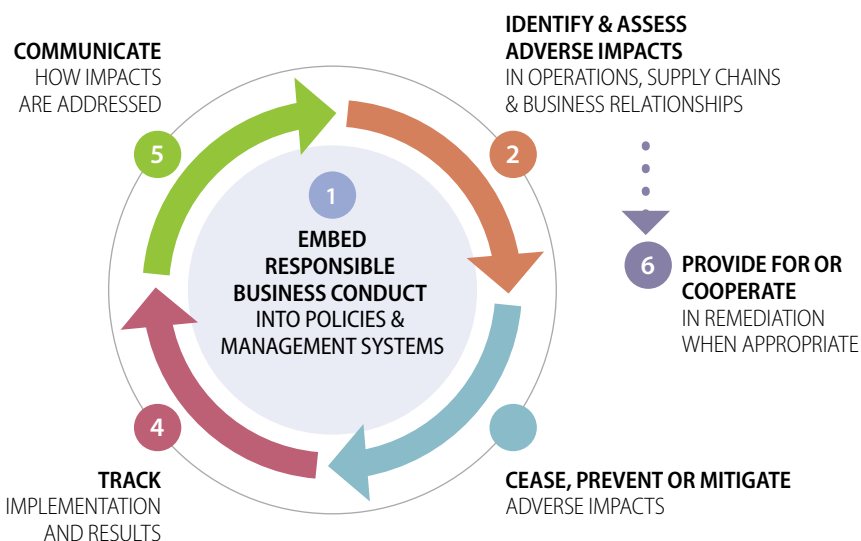 1
EMBED
RESPONSIBLE
BUSINESS CONDUCT
INTO POLICIES &
MANAGEMENT SYSTEMS
2
IDENTIFY & ASSESS
ADVERSE IMPACTS
IN OPERATIONS, SUPPLY CHAINS
& BUSINESS RELATIONSHIPS
CEASE, PREVENT OR MITIGATE
ADVERSE IMPACTS
4
TRACK
IMPLEMENTATION
AND RESULTS
5
COMMUNICATE
HOW IMPACTS
ARE ADDRESSED
6
PROVIDE FOR OR
COOPERATE
IN REMEDIATION
WHEN APPROPRIATE